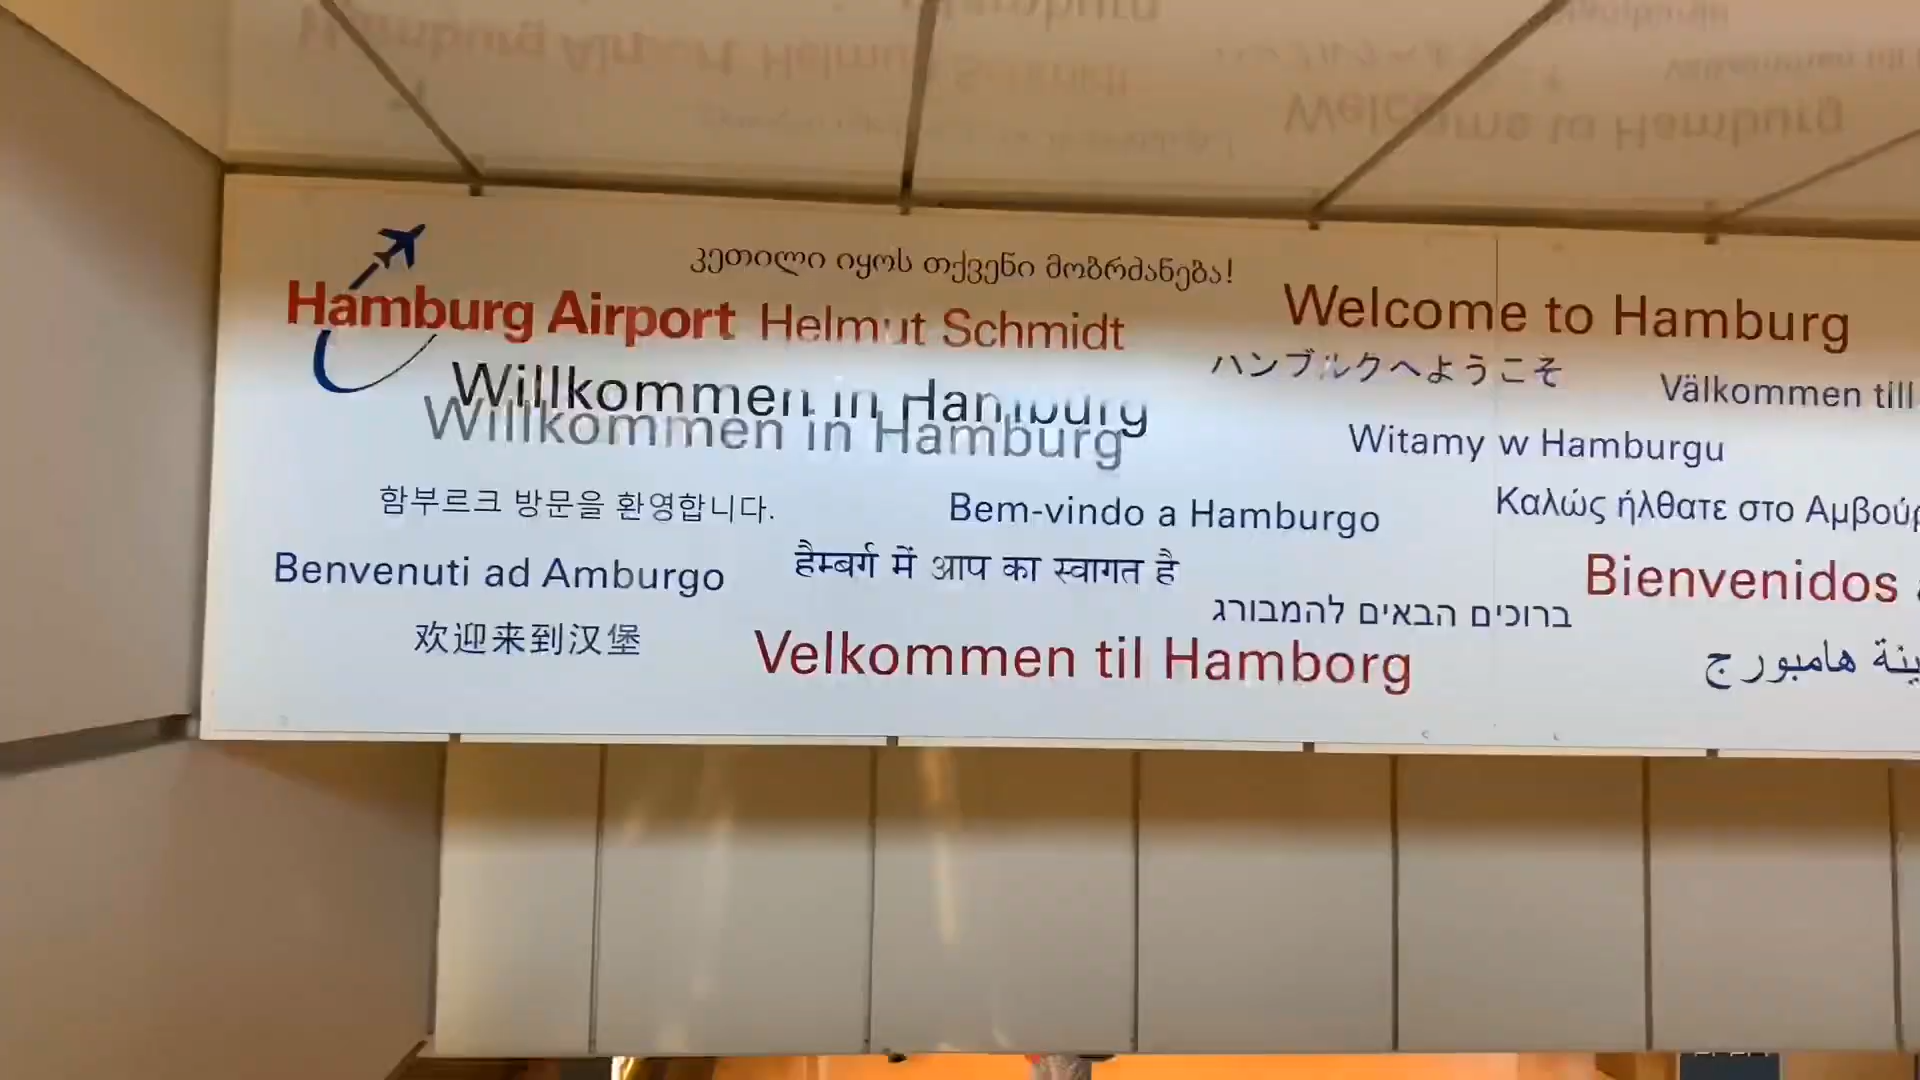 კეთილი იყოს თქვენი მობრძანება!
Hamburg Airport Helmut Schmidt
Welcome to Hamburg
Willkommen in Hamburg
ハンブルクへようこそ
Välkommen till
Witamy w Hamburgu
함부르크 방문을 환영합니다.
Bem-vindo a Hamburgo
Καλώς ήλθατε στο
Benvenuti ad Amburgo
हैम्बर्ग में आप का स्वागत है
Bienvenidos
ברוכים הבאים להמבורג
欢迎来到汉堡
Velkommen til Hamborg
هامبورج